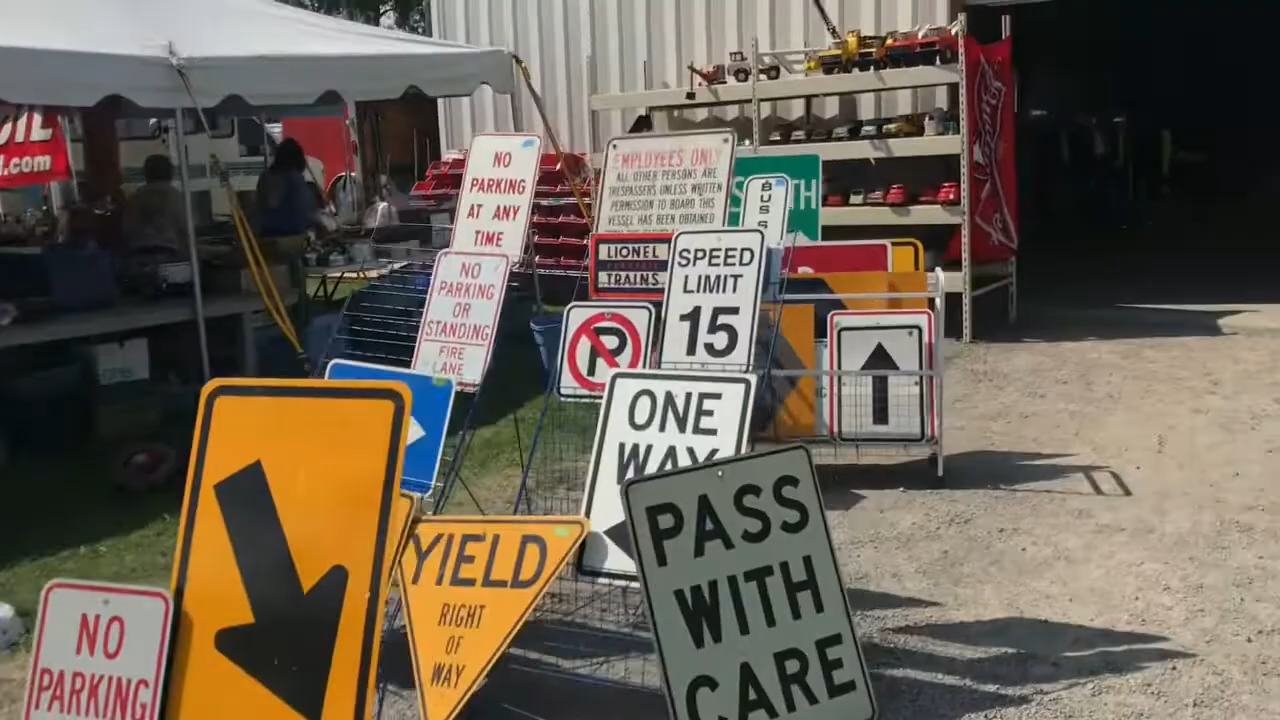 NO
PARKING
AT ANY
TIME
EMPLOYEES ONLY
ALL OTHER PERSONS ARE
TRESPASSERS UNLESS WRITTEN
PERMISSION TO BOARD THIS
VESSEL HAS BEEN OBTAINED
BUS S
TH
LIONEL
TRAINS
SPEED
LIMIT
15
NO
PARKING
OR
STANDING
FIRE
LANE
P
ONE
WAY
PASS
WITH
CARE
YIELD
RIGHT
OF
WAY
NO
PARKING
OIL
.com